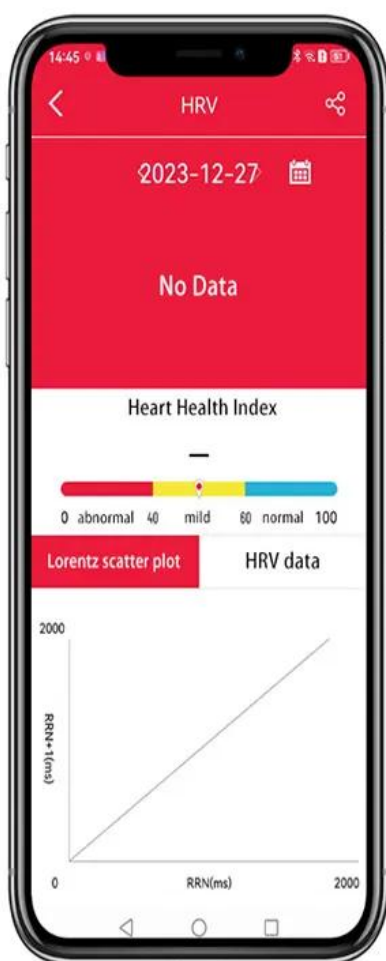 14:45
HRV
2023-12-27
No Data
Heart Health Index
—
0 abnormal 40 mild 60 normal 100
Lorentz scatter plot HRV data
2000
RRN+1(ms)
0 RRN(ms) 2000